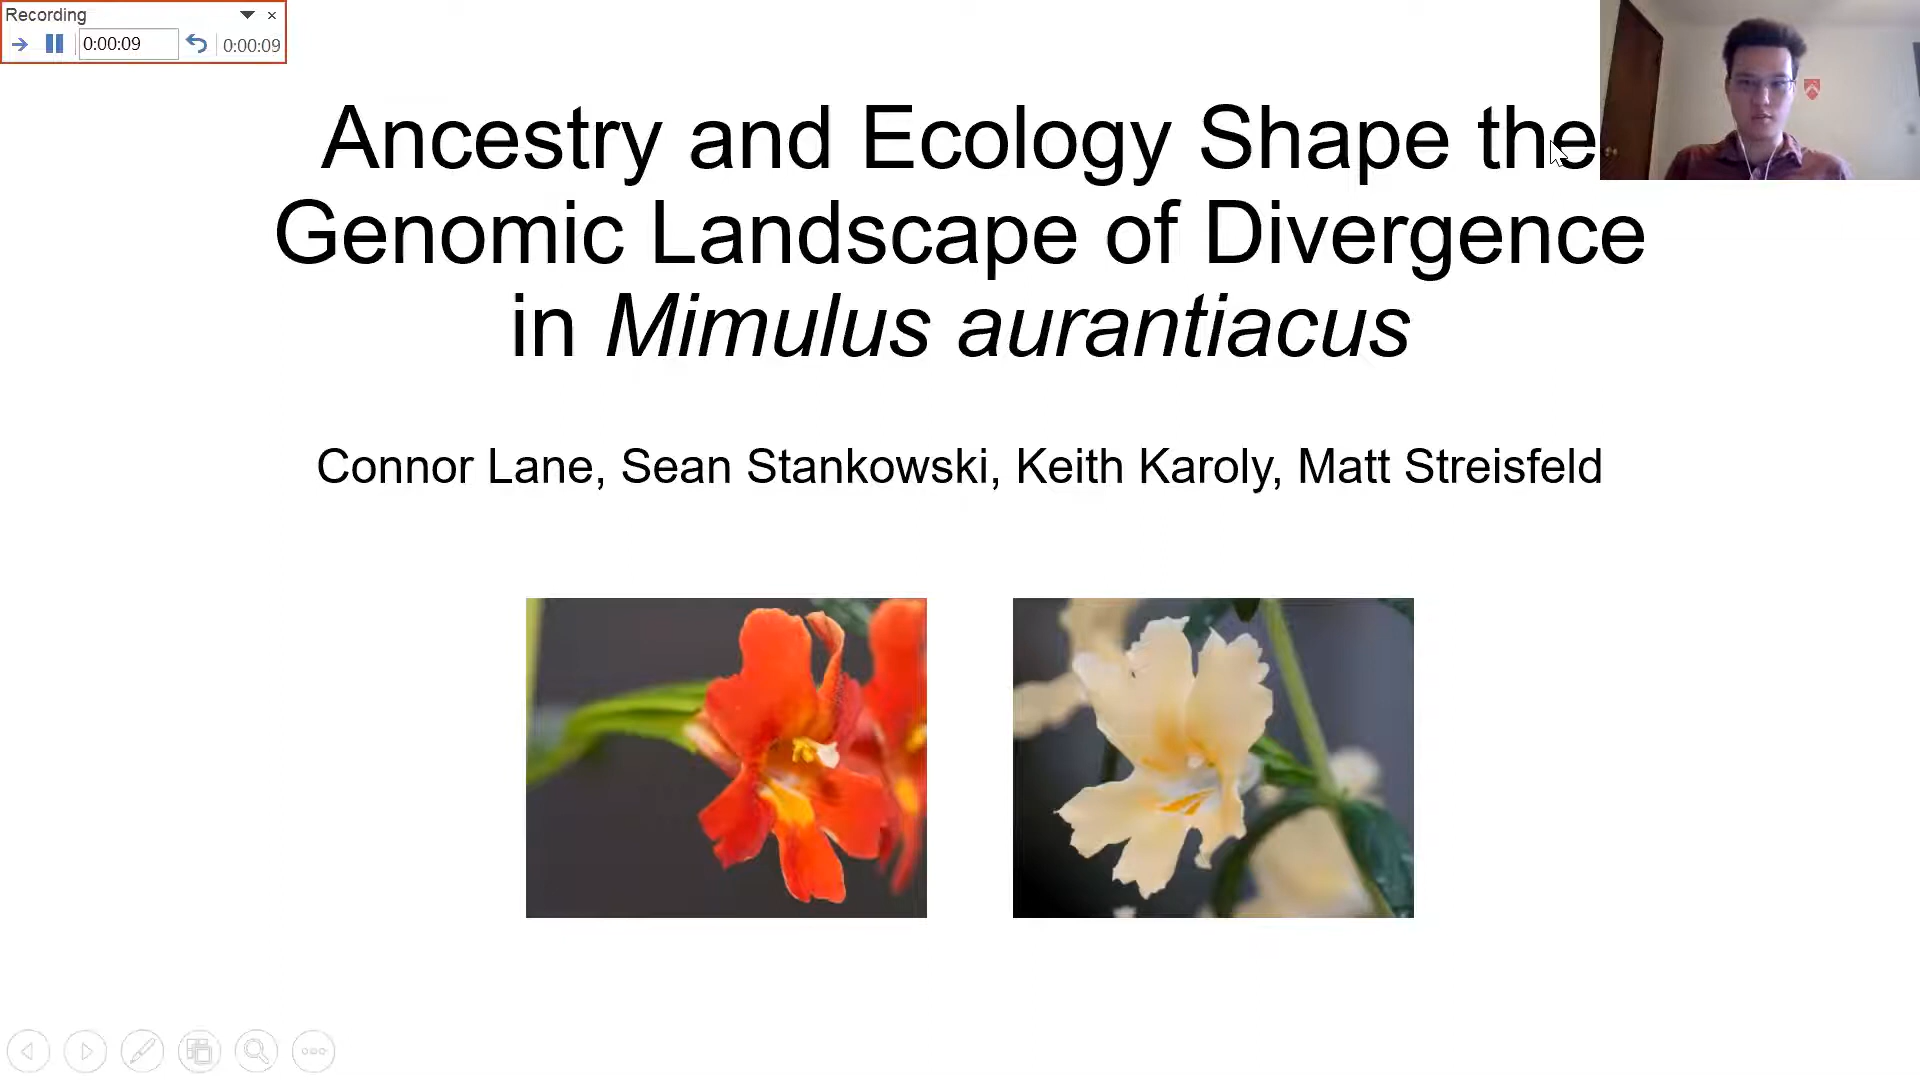 Recording
0:00:09
0:00:09
Ancestry and Ecology Shape the
Genomic Landscape of Divergence
in Mimulus aurantiacus
Connor Lane, Sean Stankowski, Keith Karoly, Matt Streisfeld